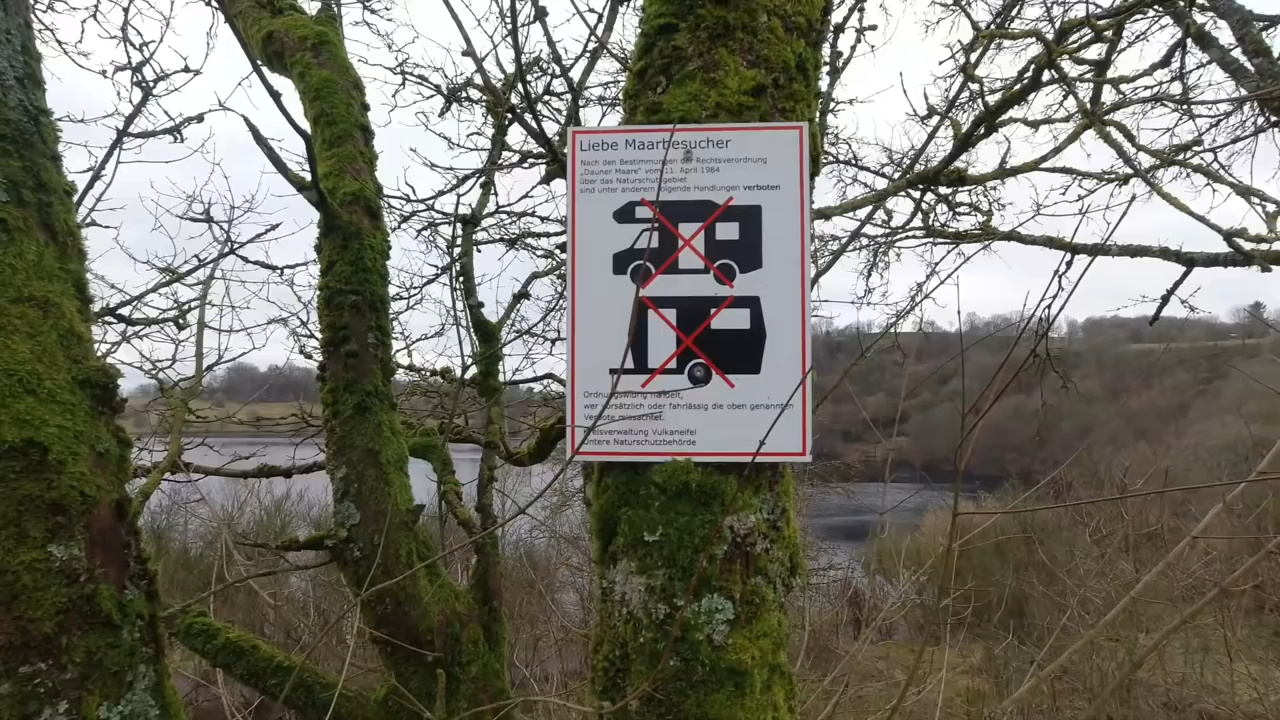 Liebe Maarbesucher
Nach den Bestimmungen der Rechtsverordnung
„Dauner Maare" vom 11. April 1984
über das Naturschutzgebiet
sind unter anderem folgende Handlungen verboten
Ordnungswidrig handelt,
wer vorsätzlich oder fahrlässig die oben genannten
Verbote missachtet.
Kreisverwaltung Vulkaneifel
Untere Naturschutzbehörde